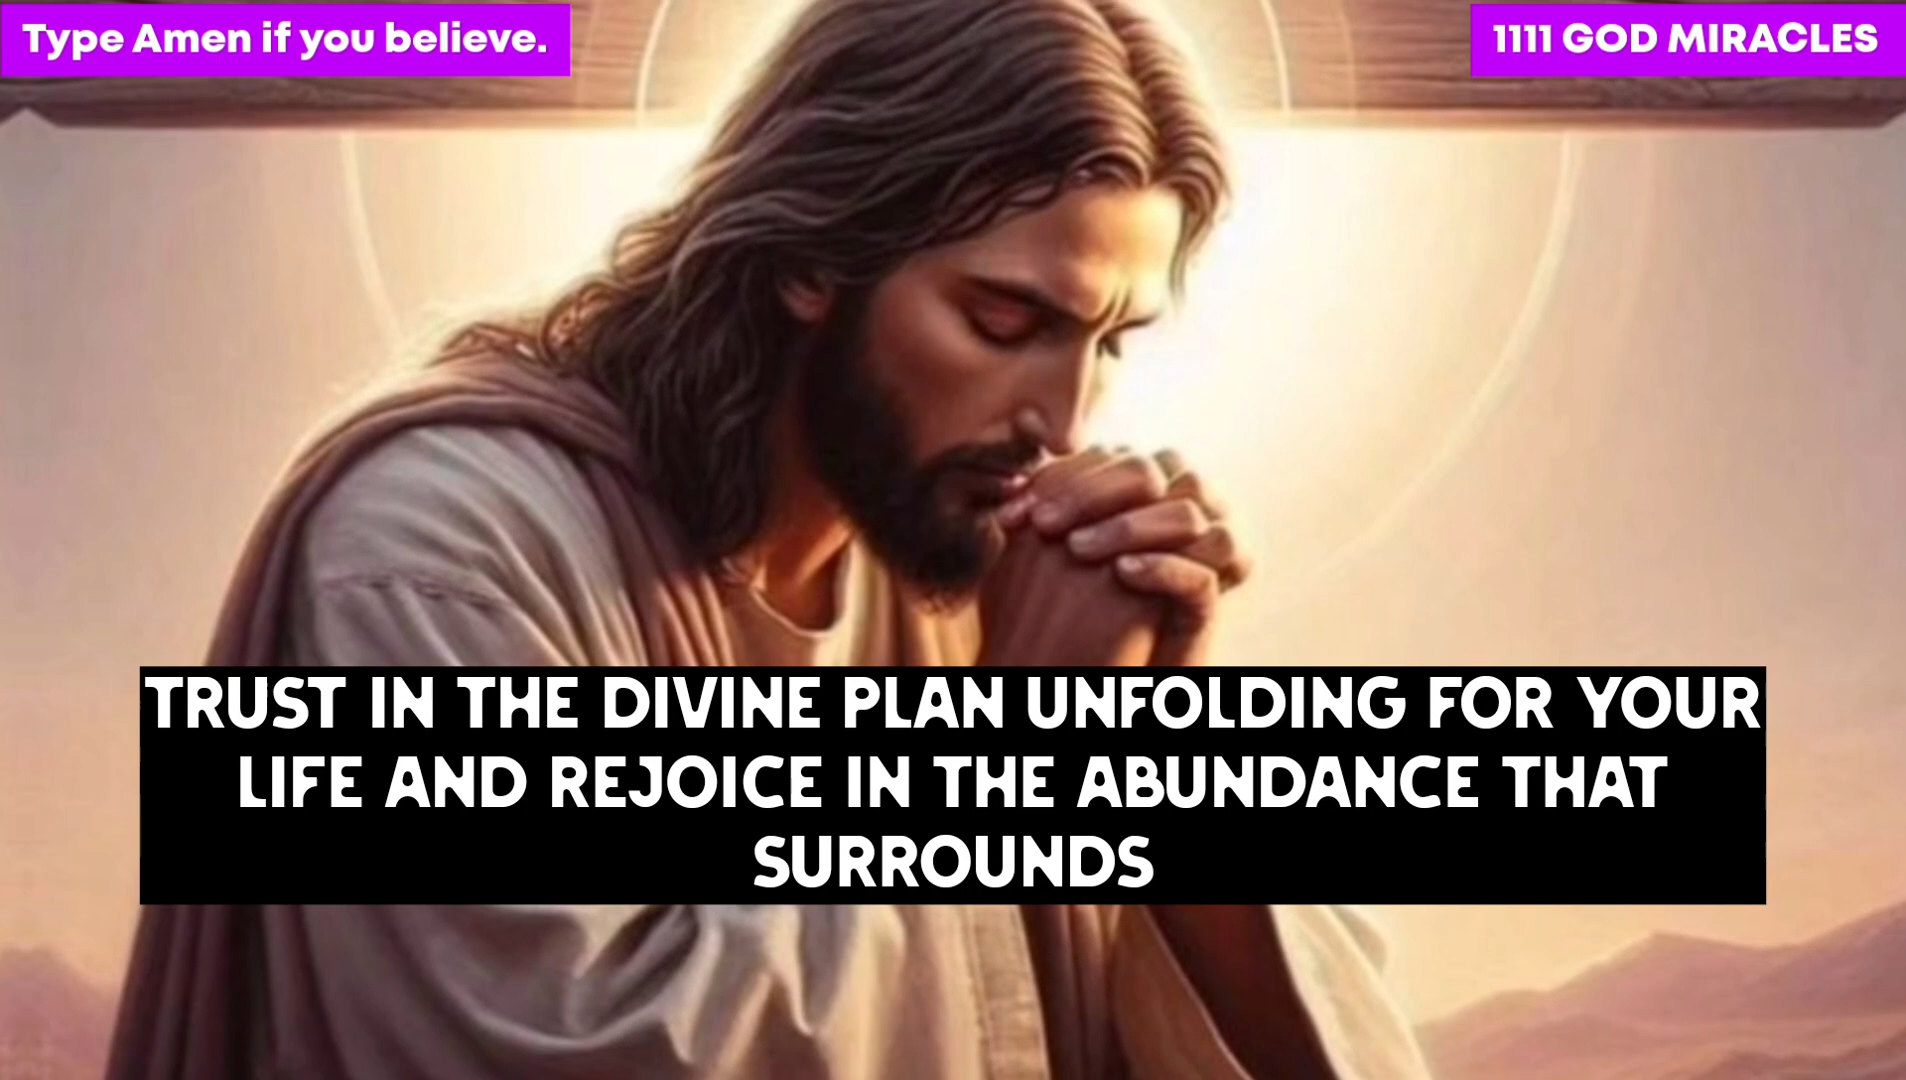 Type Amen if you believe.
1111 GOD MIRACLES
TRUST IN THE DIVINE PLAN UNFOLDING FOR YOUR
LIFE AND REJOICE IN THE ABUNDANCE THAT
SURROUNDS